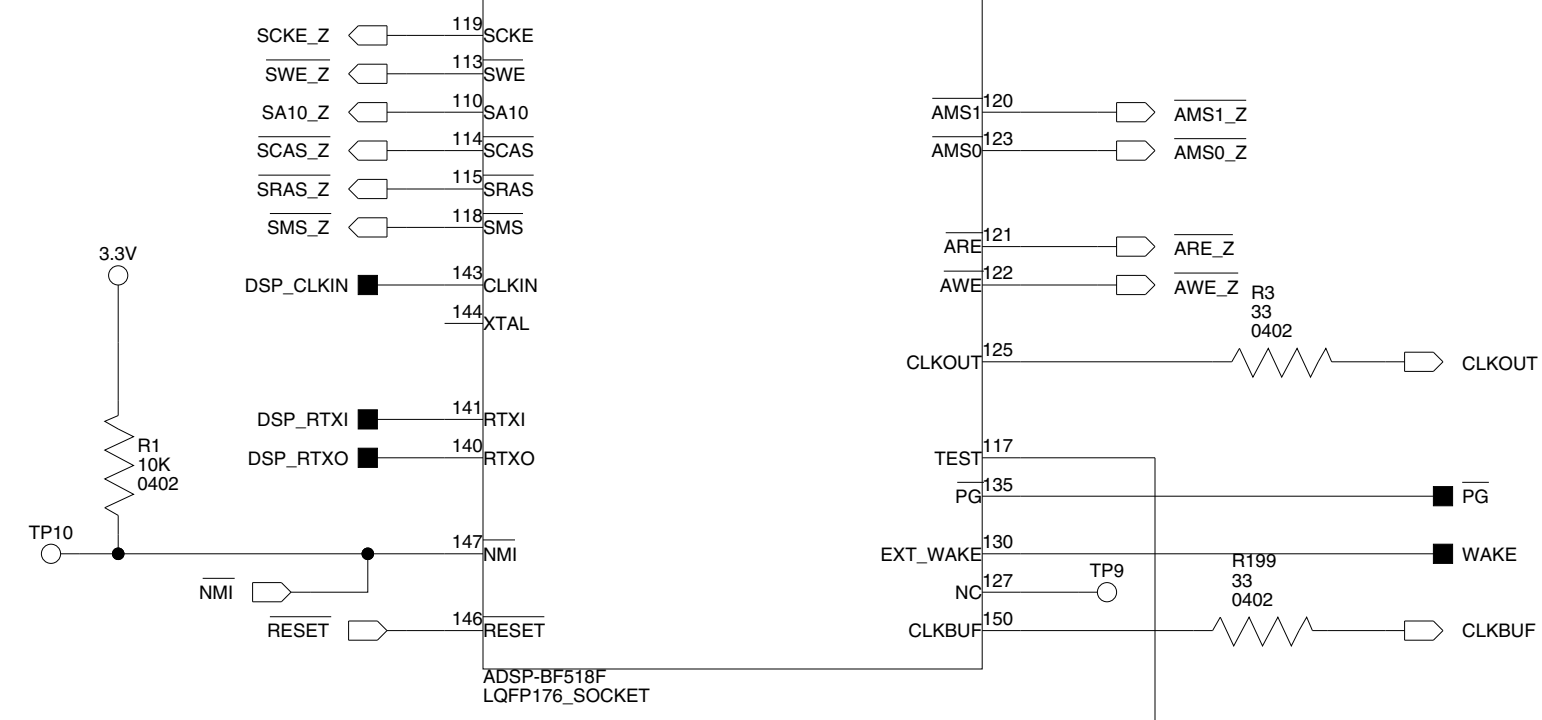 SCKE_Z 119 SCKE
SWE_Z 113 SWE
SA10_Z 110 SA10
SCAS_Z 114 SCAS
SRAS_Z 115 SRAS
SMS_Z 118 SMS
3.3V
DSP_CLKIN 143 CLKIN
144 XTAL
DSP_RTXI 141 RTXI
DSP_RTXO 140 RTXO
R1
10K
0402
TP10
147 NMI
NMI
RESET 146 RESET
AMS1 120 AMS1_Z
AMS0 123 AMS0_Z
ARE 121 ARE_Z
AWE 122 AWE_Z
R3
33
0402
CLKOUT 125 CLKOUT
TEST 117
PG 135 PG
EXT_WAKE 130 WAKE
NC 127 TP9
R199
33
0402
CLKBUF 150 CLKBUF
ADSP-BF518F
LQFP176_SOCKET